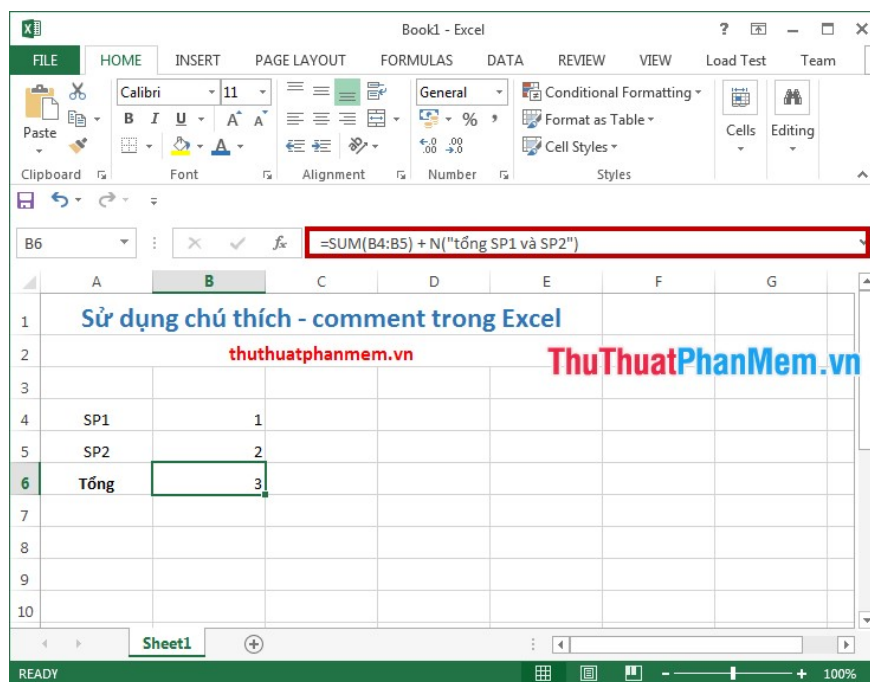 Book1 - Excel
FILE HOME INSERT PAGE LAYOUT FORMULAS DATA REVIEW VIEW Load Test Team
Calibri 11 General Conditional Formatting
Paste B I U A A % , Format as Table Cells Editing
A Cell Styles
Clipboard Font Alignment Number Styles
B6 fx =SUM(B4:B5) + N("tổng SP1 và SP2")
A B C D E F G
1 Sử dụng chú thích - comment trong Excel
2 thuthuatphanmem.vn ThuThuatPhanMem.vn
3
4 SP1 1
5 SP2 2
6 Tổng 3
7
8
9
10
Sheet1
READY 100%